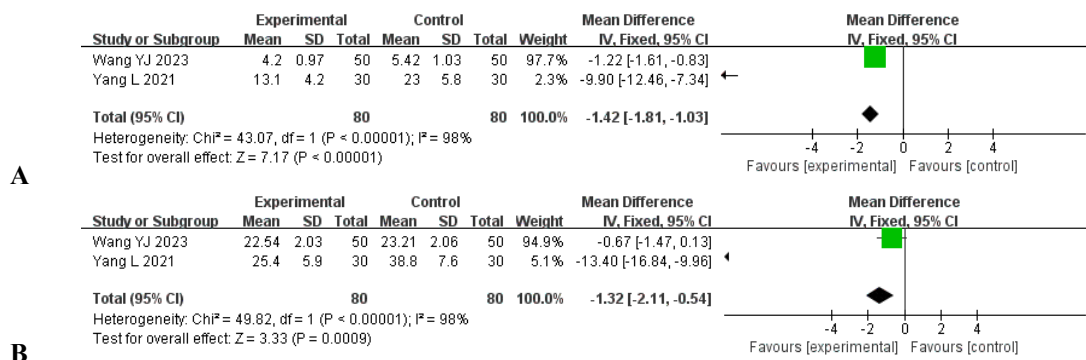 Experimental Control Mean Difference Mean Difference
Study or Subgroup Mean SD Total Mean SD Total Weight IV, Fixed, 95% CI IV, Fixed, 95% CI
Wang YJ 2023 4.2 0.97 50 5.42 1.03 50 97.7% -1.22 [-1.61, -0.83]
Yang L 2021 13.1 4.2 30 23 5.8 30 2.3% -9.90 [-12.46, -7.34]
Total (95% CI) 80 80 100.0% -1.42 [-1.81, -1.03]
Heterogeneity: Chi² = 43.07, df = 1 (P < 0.00001); I² = 98%
Test for overall effect: Z = 7.17 (P < 0.00001)
-4 -2 0 2 4
Favours [experimental] Favours [control]
A
Experimental Control Mean Difference Mean Difference
Study or Subgroup Mean SD Total Mean SD Total Weight IV, Fixed, 95% CI IV, Fixed, 95% CI
Wang YJ 2023 22.54 2.03 50 23.21 2.06 50 94.9% -0.67 [-1.47, 0.13]
Yang L 2021 25.4 5.9 30 38.8 7.6 30 5.1% -13.40 [-16.84, -9.96]
Total (95% CI) 80 80 100.0% -1.32 [-2.11, -0.54]
Heterogeneity: Chi² = 49.82, df = 1 (P < 0.00001); I² = 98%
Test for overall effect: Z = 3.33 (P = 0.0009)
-4 -2 0 2 4
Favours [experimental] Favours [control]
B